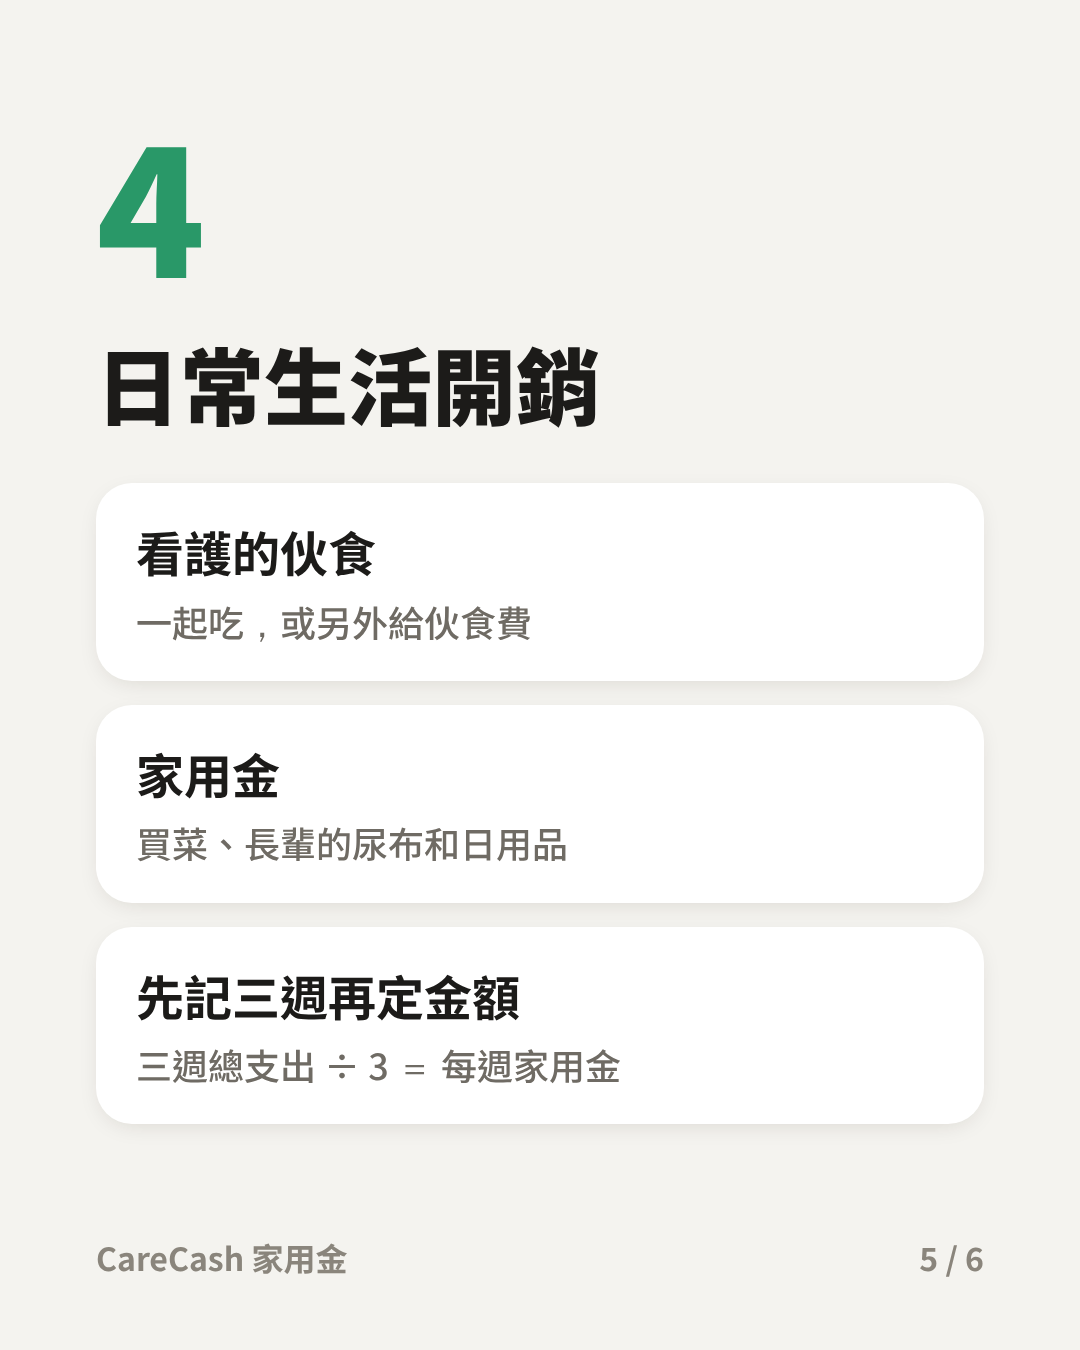 4
日常生活開銷
看護的伙食
一起吃，或另外給伙食費
家用金
買菜、長輩的尿布和日用品
先記三週再定金額
三週總支出 ÷ 3 ＝ 每週家用金
CareCash 家用金
5 / 6